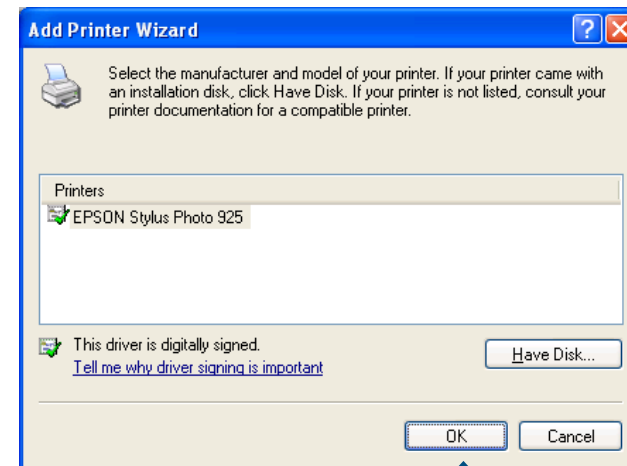 Add Printer Wizard
Select the manufacturer and model of your printer. If your printer came with
an installation disk, click Have Disk. If your printer is not listed, consult your
printer documentation for a compatible printer.
Printers
EPSON Stylus Photo 925
This driver is digitally signed.
Tell me why driver signing is important
Have Disk...
OK
Cancel